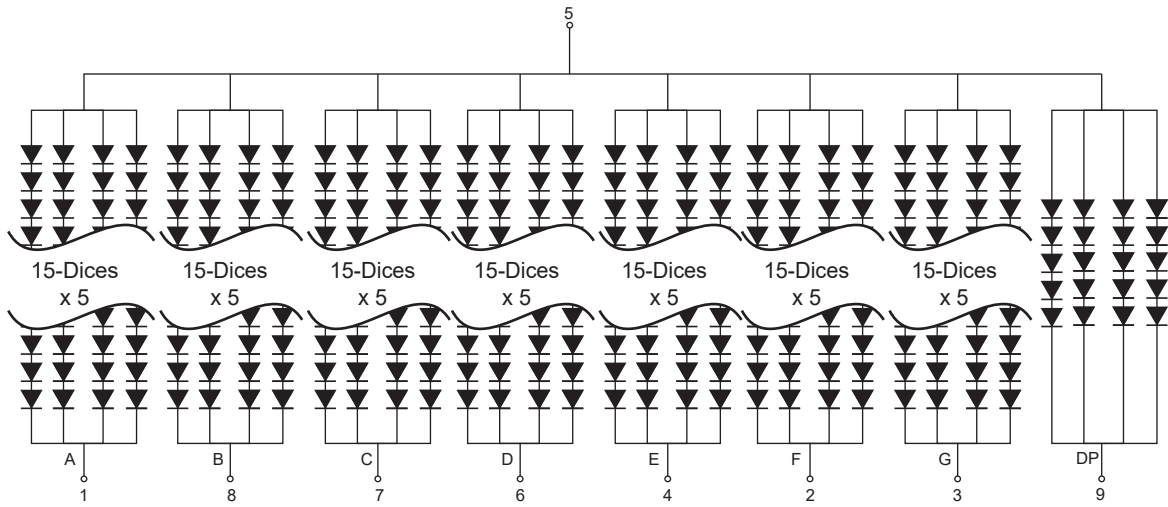 5
15-Dices 15-Dices 15-Dices 15-Dices 15-Dices 15-Dices 15-Dices
x 5 x 5 x 5 x 5 x 5 x 5 x 5
A B C D E F G DP
1 8 7 6 4 2 3 9